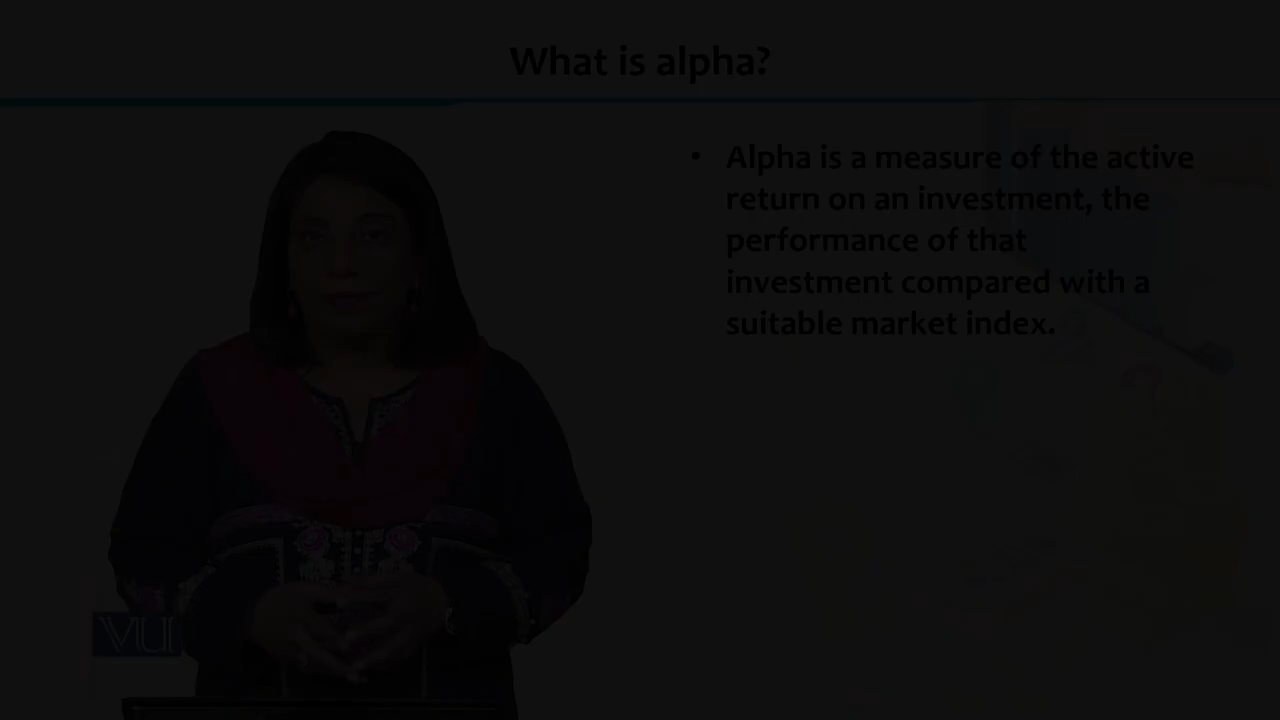 What is alpha?
• Alpha is a measure of the active
return on an investment, the
performance of that
investment compared with a
suitable market index.
VU